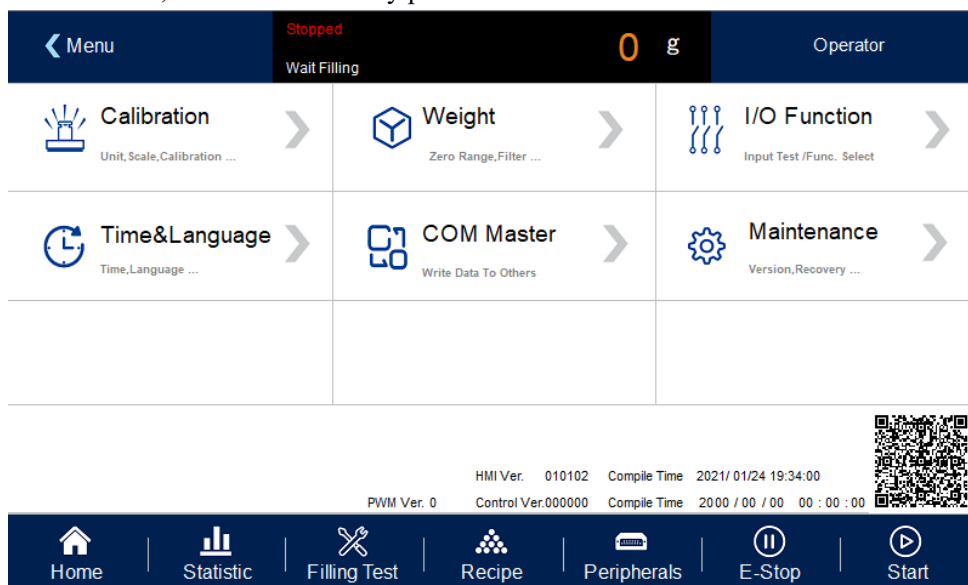 Menu
Stopped
Wait Filling
0 g
Operator
Calibration
Unit,Scale,Calibration ...
Weight
Zero Range,Filter ...
I/O Function
Input Test /Func. Select
Time&Language
Time,Language ...
COM Master
Write Data To Others
Maintenance
Version,Recovery ...
HMI Ver. 010102 Compile Time 2021/ 01/24 19:34:00
PWM Ver. 0 Control Ver.000000 Compile Time 2000 / 00 / 00 00 : 00 : 00
Home
Statistic
Filling Test
Recipe
Peripherals
E-Stop
Start